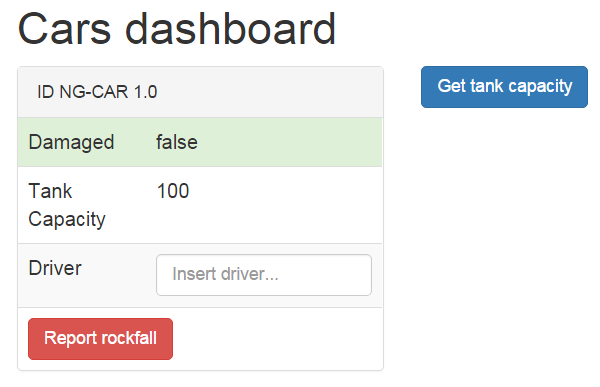 Cars dashboard
ID NG-CAR 1.0
Get tank capacity
Damaged false
Tank Capacity 100
Driver Insert driver...
Report rockfall